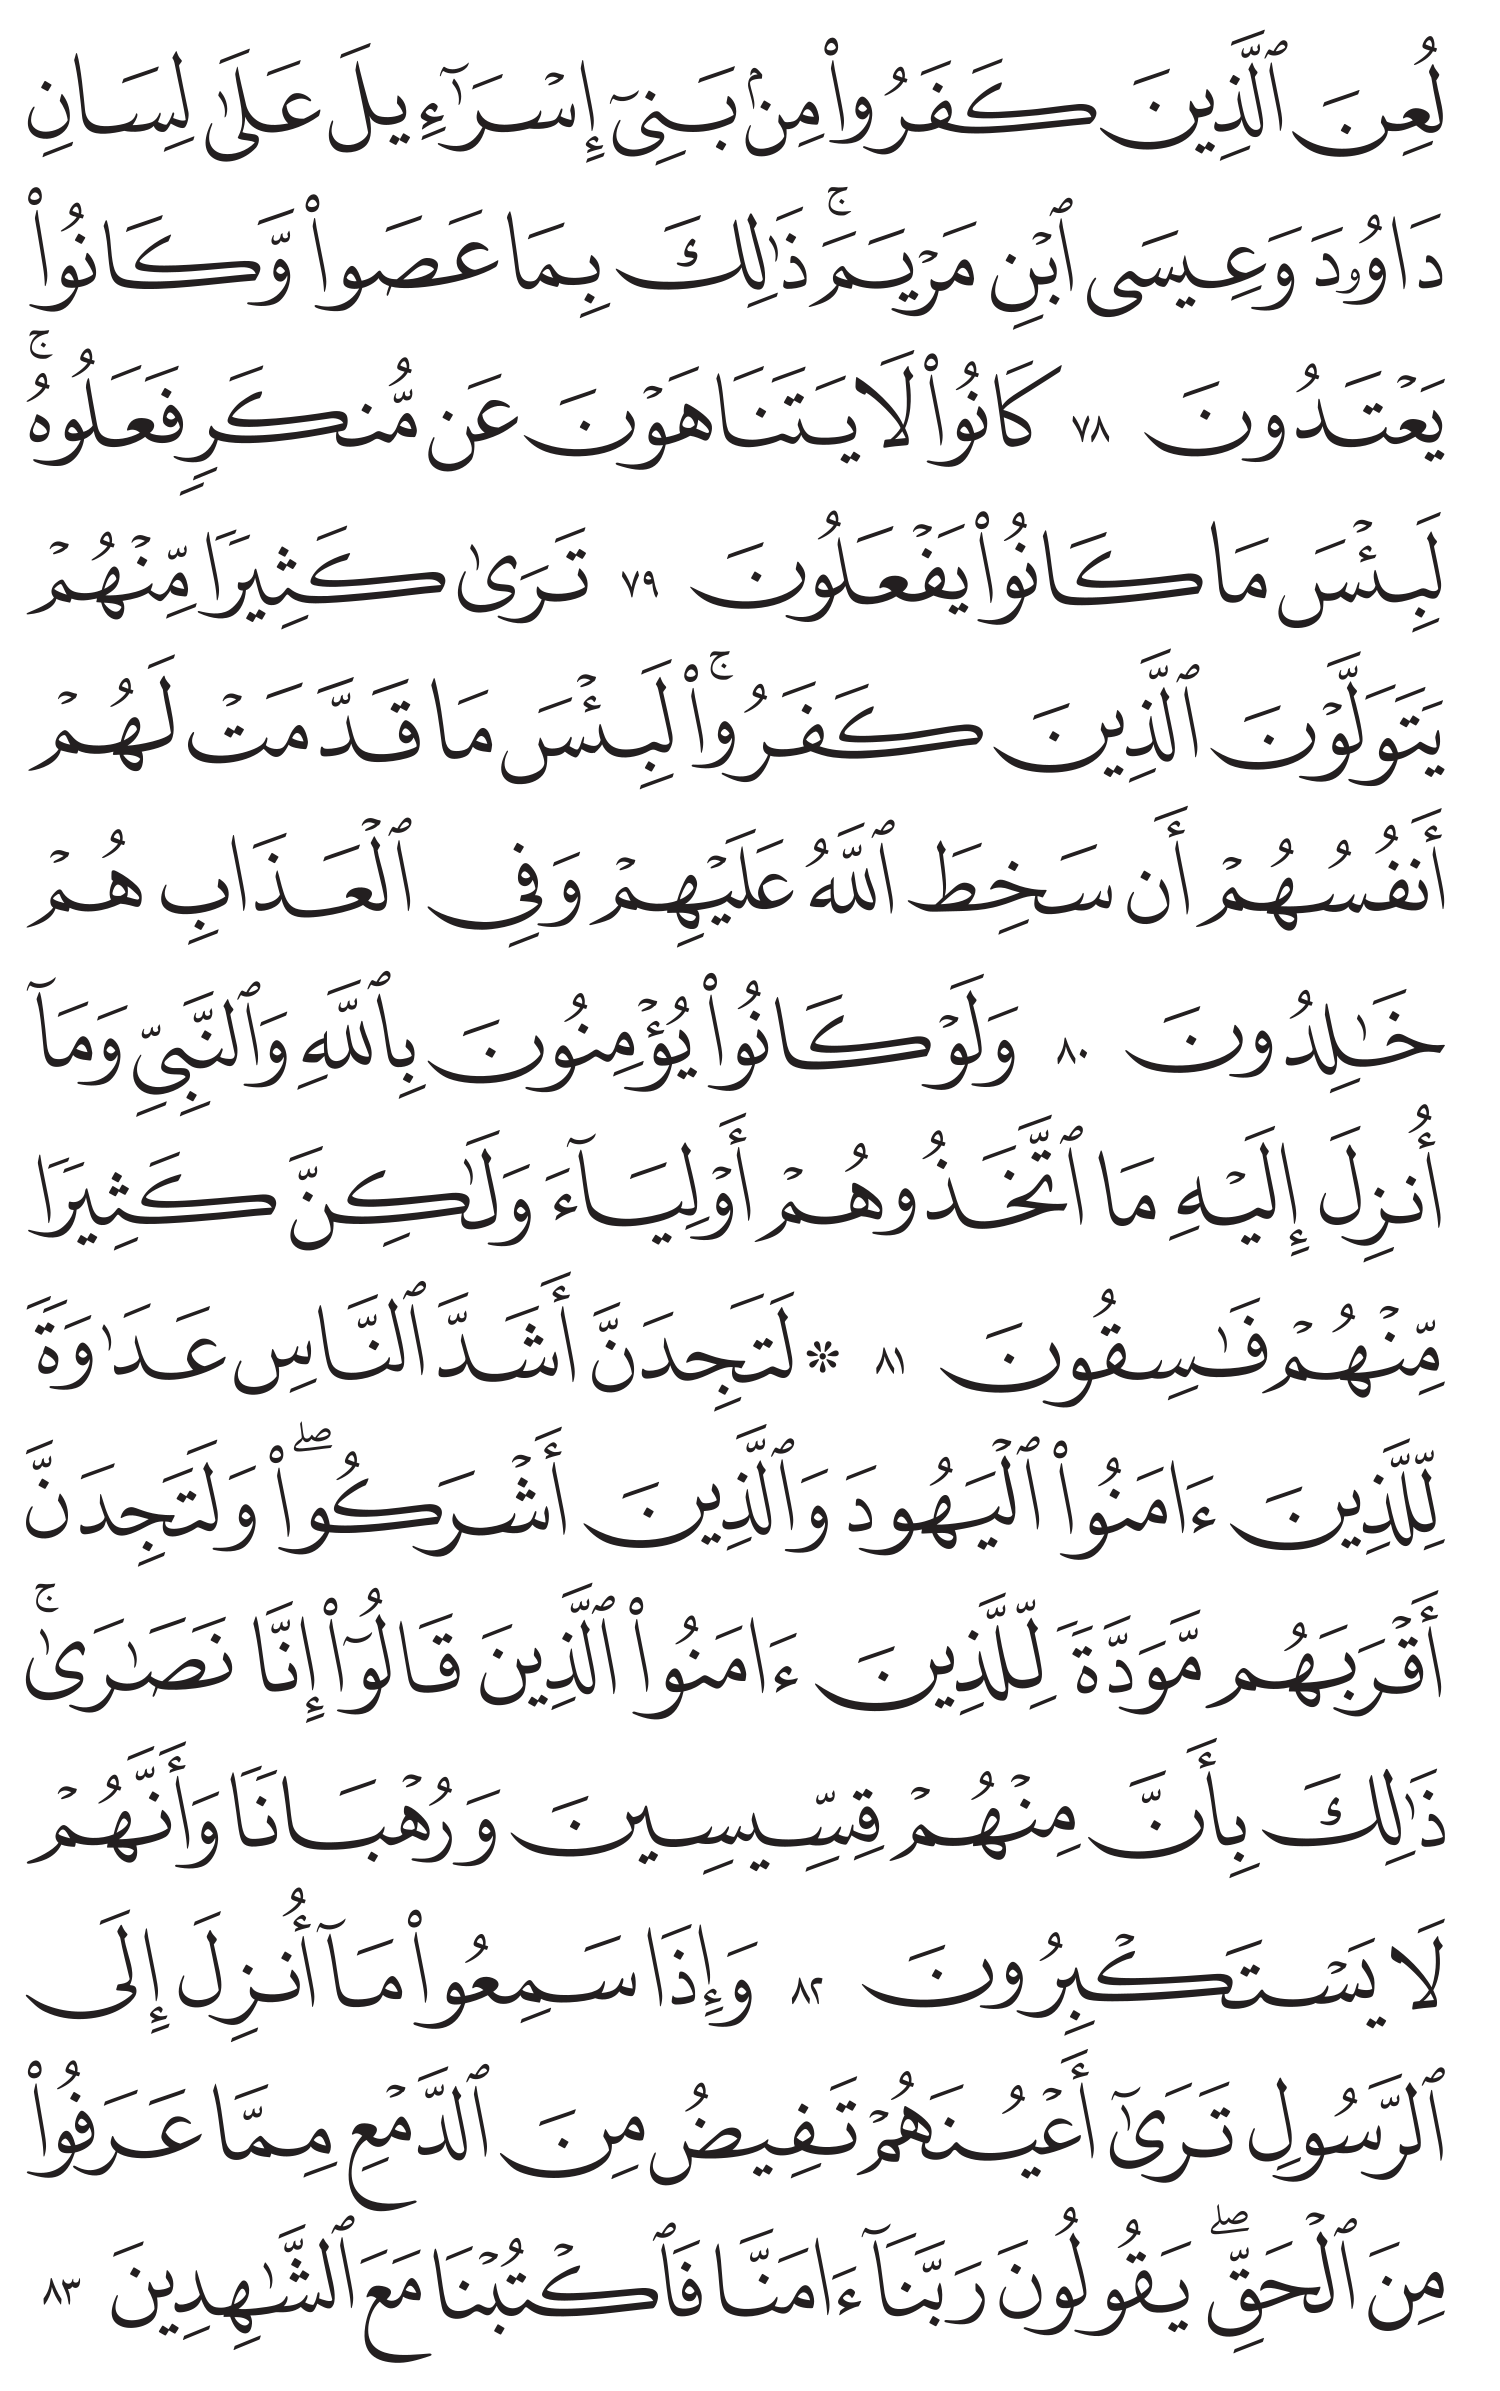 لُعِنَ ٱلَّذِينَ كَفَرُوا۟ مِنۢ بَنِىٓ إِسْرَٰٓءِيلَ عَلَىٰ لِسَانِ
دَاوُۥدَ وَعِيسَى ٱبْنِ مَرْيَمَ ۚ ذَٰلِكَ بِمَا عَصَوا۟ وَّكَانُوا۟
يَعْتَدُونَ ٧٨ كَانُوا۟ لَا يَتَنَاهَوْنَ عَن مُّنكَرٍ فَعَلُوهُ ۚ
لَبِئْسَ مَا كَانُوا۟ يَفْعَلُونَ ٧٩ تَرَىٰ كَثِيرًا مِّنْهُمْ
يَتَوَلَّوْنَ ٱلَّذِينَ كَفَرُوا۟ ۚ لَبِئْسَ مَا قَدَّمَتْ لَهُمْ
أَنفُسُهُمْ أَن سَخِطَ ٱللَّهُ عَلَيْهِمْ وَفِى ٱلْعَذَابِ هُمْ
خَٰلِدُونَ ٨٠ وَلَوْ كَانُوا۟ يُؤْمِنُونَ بِٱللَّهِ وَٱلنَّبِىِّ وَمَآ
أُنزِلَ إِلَيْهِ مَا ٱتَّخَذُوهُمْ أَوْلِيَآءَ وَلَٰكِنَّ كَثِيرًا
مِّنْهُمْ فَٰسِقُونَ ٨١ ۞ لَتَجِدَنَّ أَشَدَّ ٱلنَّاسِ عَدَٰوَةً
لِّلَّذِينَ ءَامَنُوا۟ ٱلْيَهُودَ وَٱلَّذِينَ أَشْرَكُوا۟ ۖ وَلَتَجِدَنَّ
أَقْرَبَهُم مَّوَدَّةً لِّلَّذِينَ ءَامَنُوا۟ ٱلَّذِينَ قَالُوٓا۟ إِنَّا نَصَٰرَىٰ ۚ
ذَٰلِكَ بِأَنَّ مِنْهُمْ قِسِّيسِينَ وَرُهْبَانًا وَأَنَّهُمْ
لَا يَسْتَكْبِرُونَ ٨٢ وَإِذَا سَمِعُوا۟ مَآ أُنزِلَ إِلَى
ٱلرَّسُولِ تَرَىٰٓ أَعْيُنَهُمْ تَفِيضُ مِنَ ٱلدَّمْعِ مِمَّا عَرَفُوا۟
مِنَ ٱلْحَقِّ ۖ يَقُولُونَ رَبَّنَآ ءَامَنَّا فَٱكْتُبْنَا مَعَ ٱلشَّٰهِدِينَ ٨٣